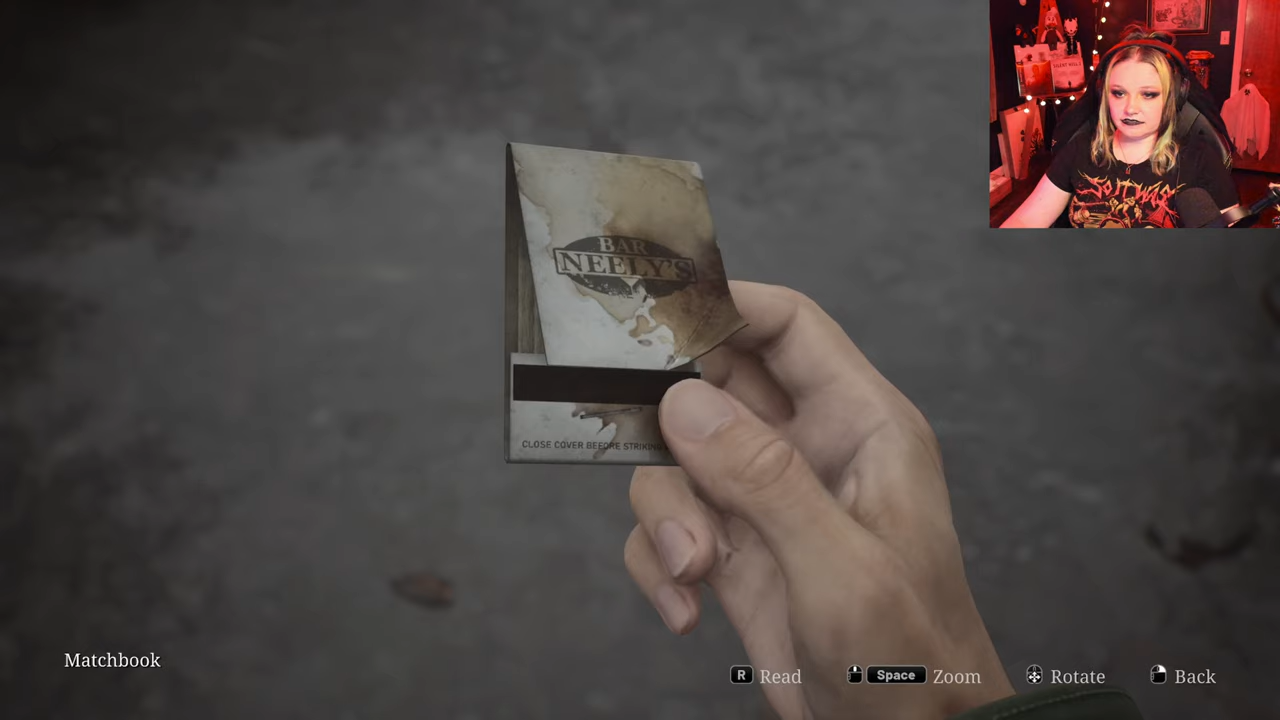 BAR
NEELY'S
CLOSE COVER BEFORE STRIKING
Matchbook
R Read
Space Zoom
Rotate
Back